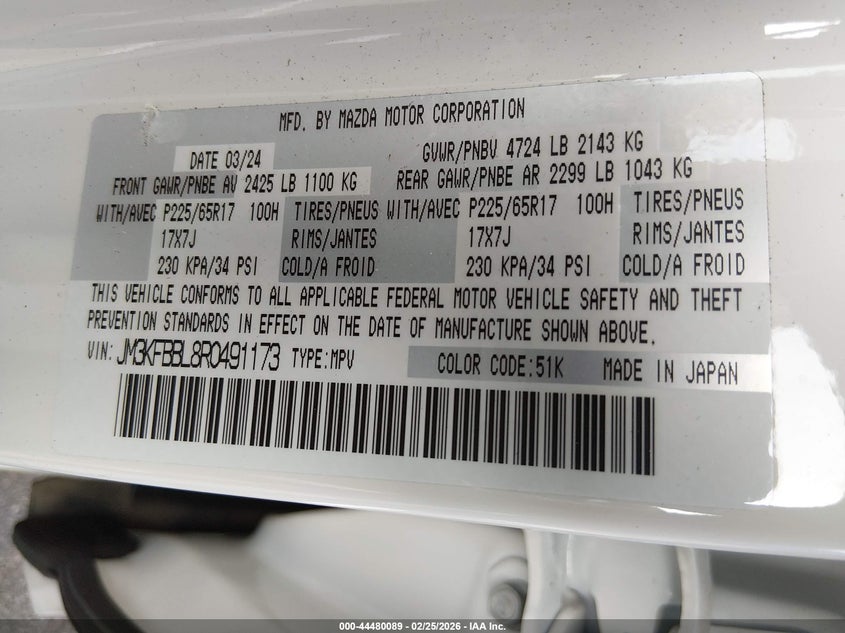 MFD. BY MAZDA MOTOR CORPORATION
DATE 03/24 GVWR/PNBV 4724 LB 2143 KG
FRONT GAWR/PNBE AV 2425 LB 1100 KG REAR GAWR/PNBE AR 2299 LB 1043 KG
WITH/AVEC P225/65R17 100H TIRES/PNEUS WITH/AVEC P225/65R17 100H TIRES/PNEUS
17X7J RIMS/JANTES 17X7J RIMS/JANTES
230 KPA/34 PSI COLD/A FROID 230 KPA/34 PSI COLD/A FROID
THIS VEHICLE CONFORMS TO ALL APPLICABLE FEDERAL MOTOR VEHICLE SAFETY AND THEFT
PREVENTION STANDARDS IN EFFECT ON THE DATE OF MANUFACTURE SHOWN ABOVE.
VIN: JM3KFBBL8R0491173 TYPE:MPV COLOR CODE:51K MADE IN JAPAN
000-44480089 - 02/25/2026 - IAA Inc.